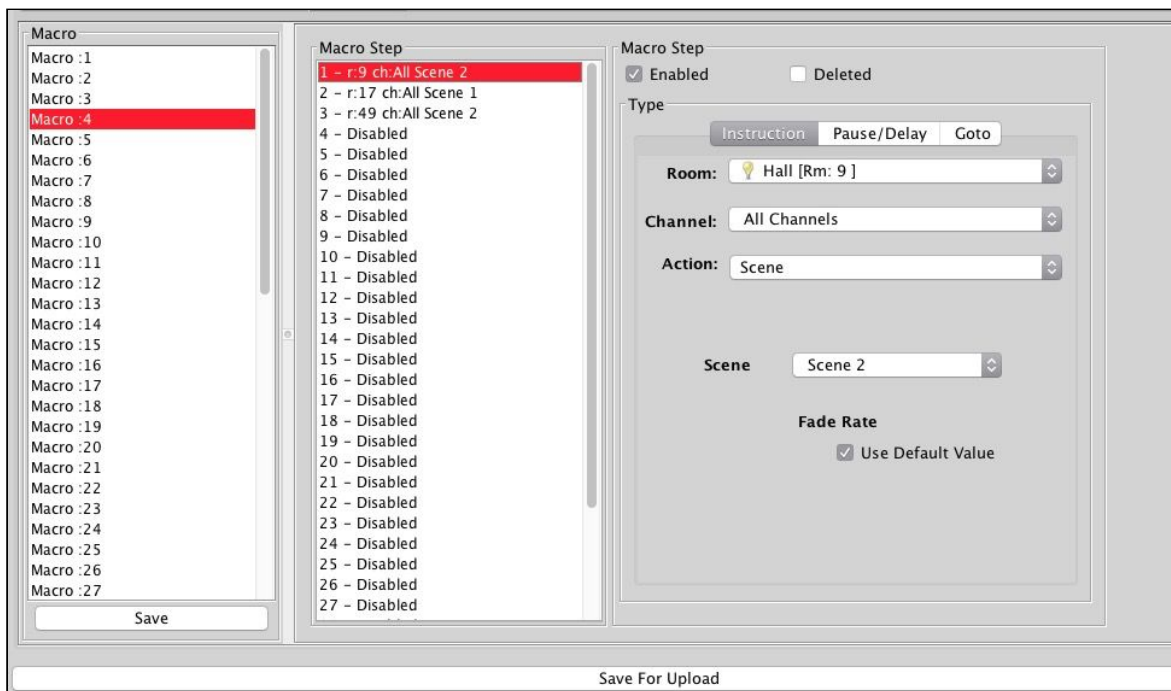 Macro
Macro :1
Macro :2
Macro :3
Macro :4
Macro :5
Macro :6
Macro :7
Macro :8
Macro :9
Macro :10
Macro :11
Macro :12
Macro :13
Macro :14
Macro :15
Macro :16
Macro :17
Macro :18
Macro :19
Macro :20
Macro :21
Macro :22
Macro :23
Macro :24
Macro :25
Macro :26
Macro :27
Save
Macro Step
1 – r:9 ch:All Scene 2
2 – r:17 ch:All Scene 1
3 – r:49 ch:All Scene 2
4 – Disabled
5 – Disabled
6 – Disabled
7 – Disabled
8 – Disabled
9 – Disabled
10 – Disabled
11 – Disabled
12 – Disabled
13 – Disabled
14 – Disabled
15 – Disabled
16 – Disabled
17 – Disabled
18 – Disabled
19 – Disabled
20 – Disabled
21 – Disabled
22 – Disabled
23 – Disabled
24 – Disabled
25 – Disabled
26 – Disabled
27 – Disabled
Macro Step
Enabled Deleted
Type
Instruction Pause/Delay Goto
Room: Hall [Rm: 9 ]
Channel: All Channels
Action: Scene
Scene Scene 2
Fade Rate
Use Default Value
Save For Upload